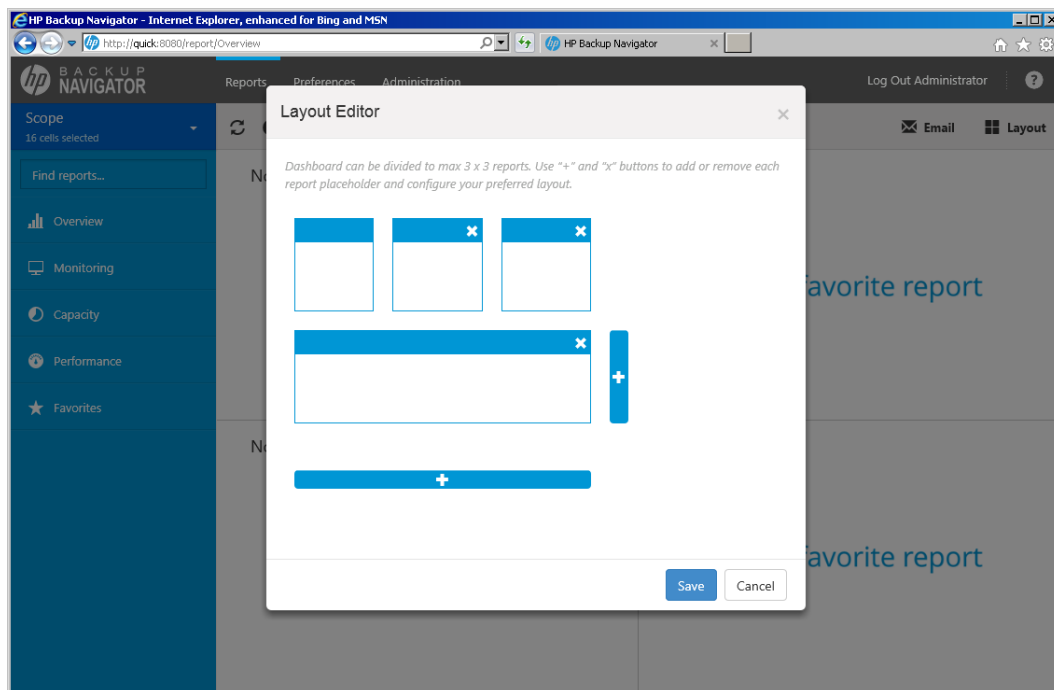 HP Backup Navigator - Internet Explorer, enhanced for Bing and MSN
http://quick:8080/report/Overview
HP Backup Navigator
hp BACKUP NAVIGATOR
Reports Preferences Administration
Log Out Administrator ?
Scope
16 cells selected
Email Layout
Find reports...
Overview
Monitoring
Capacity
Performance
Favorites
Layout Editor
Dashboard can be divided to max 3 x 3 reports. Use "+" and "x" buttons to add or remove each
report placeholder and configure your preferred layout.
favorite report
favorite report
Save Cancel